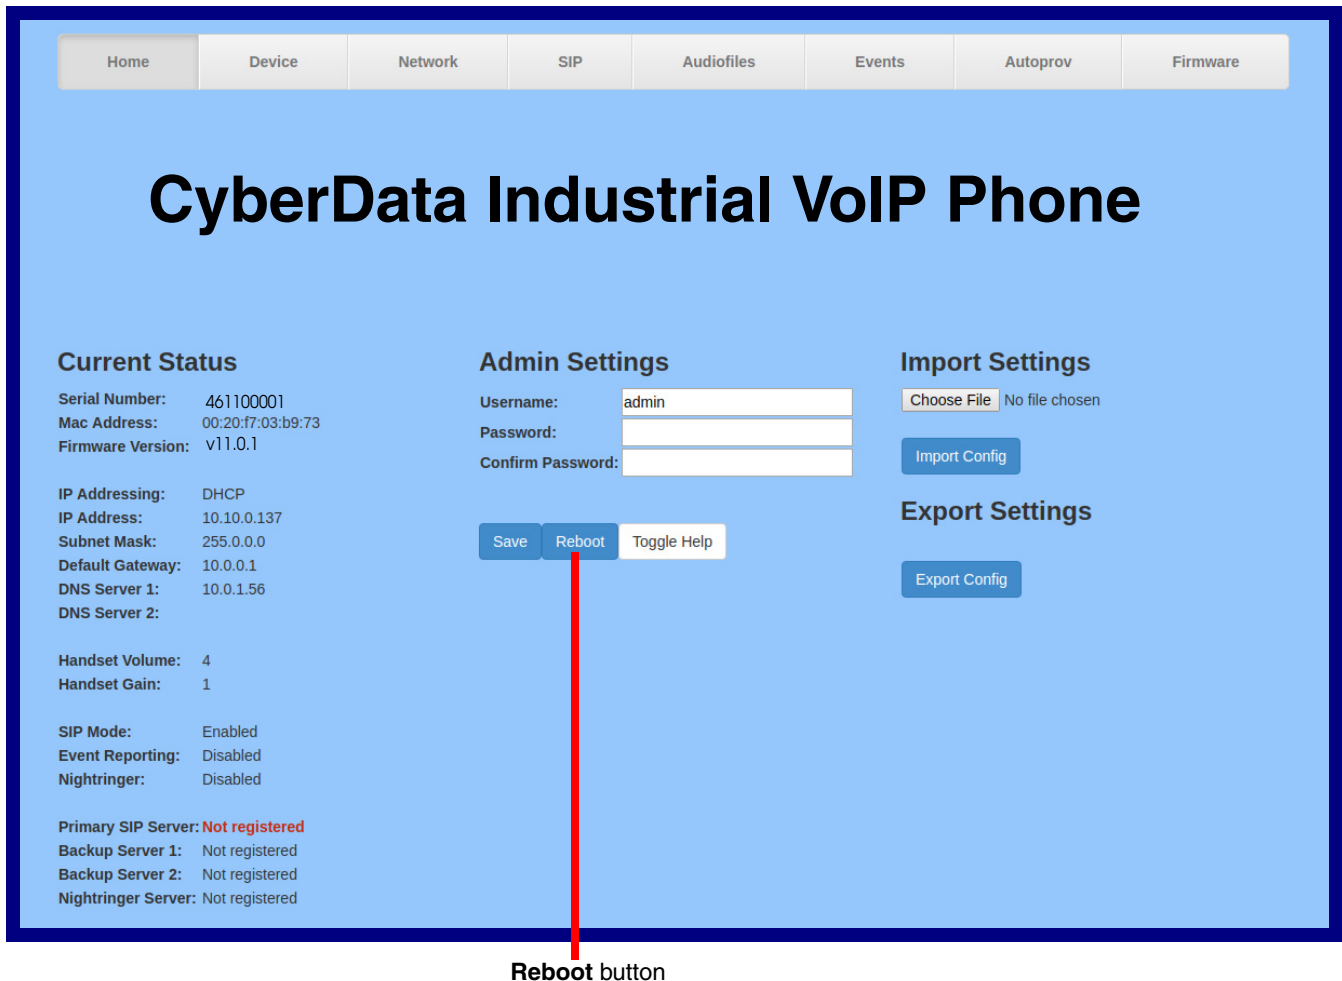 Home Device Network SIP Audiofiles Events Autoprov Firmware
CyberData Industrial VoIP Phone
Current Status
Serial Number: 461100001
Mac Address: 00:20:f7:03:b9:73
Firmware Version: v11.0.1
IP Addressing: DHCP
IP Address: 10.10.0.137
Subnet Mask: 255.0.0.0
Default Gateway: 10.0.0.1
DNS Server 1: 10.0.1.56
DNS Server 2:
Handset Volume: 4
Handset Gain: 1
SIP Mode: Enabled
Event Reporting: Disabled
Nightringer: Disabled
Primary SIP Server: Not registered
Backup Server 1: Not registered
Backup Server 2: Not registered
Nightringer Server: Not registered
Admin Settings
Username: admin
Password:
Confirm Password:
Save Reboot Toggle Help
Import Settings
Choose File No file chosen
Import Config
Export Settings
Export Config
Reboot button